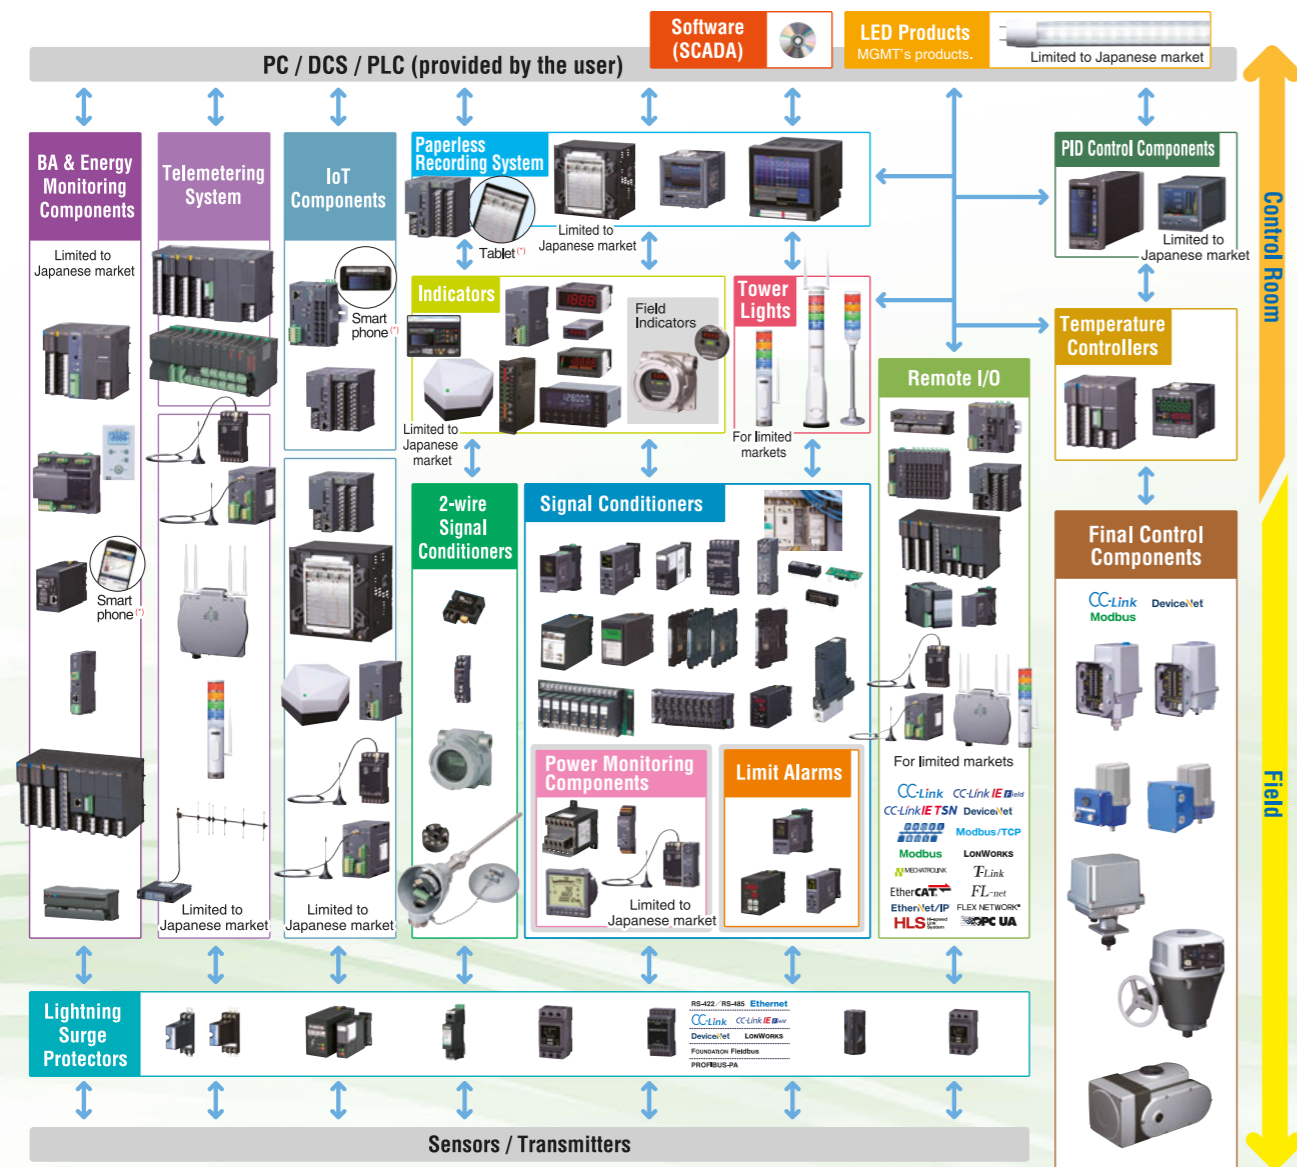 Software
(SCADA)
LED Products
MGMT's products.
Limited to Japanese market
PC / DCS / PLC (provided by the user)
BA & Energy
Monitoring
Components
Limited to
Japanese market
Smart
phone(*)
Telemetering
System
Limited to
Japanese market
IoT
Components
Smart
phone(*)
Limited to
Japanese market
Paperless
Recording System
Tablet(*)
Limited to
Japanese market
Indicators
Field
Indicators
Limited to
Japanese
market
Tower
Lights
For limited
markets
PID Control Components
Limited to
Japanese market
Temperature
Controllers
Control Room
Field
Remote I/O
For limited markets
CC-Link CC-Link IE Field
CC-Link IE TSN DeviceNet
Modbus/TCP
Modbus LONWORKS
MECHATROLINK T-Link
EtherCAT FL-net
EtherNet/IP FLEX NETWORK
HLS Hi-speed Link System OPC UA
2-wire
Signal
Conditioners
Signal Conditioners
Power Monitoring
Components
Limited to
Japanese market
Limit Alarms
Final Control
Components
CC-Link DeviceNet
Modbus
Lightning
Surge
Protectors
RS-422／RS-485 Ethernet
CC-Link CC-Link IE Field
DeviceNet LONWORKS
FOUNDATION Fieldbus
PROFIBUS-PA
Sensors / Transmitters